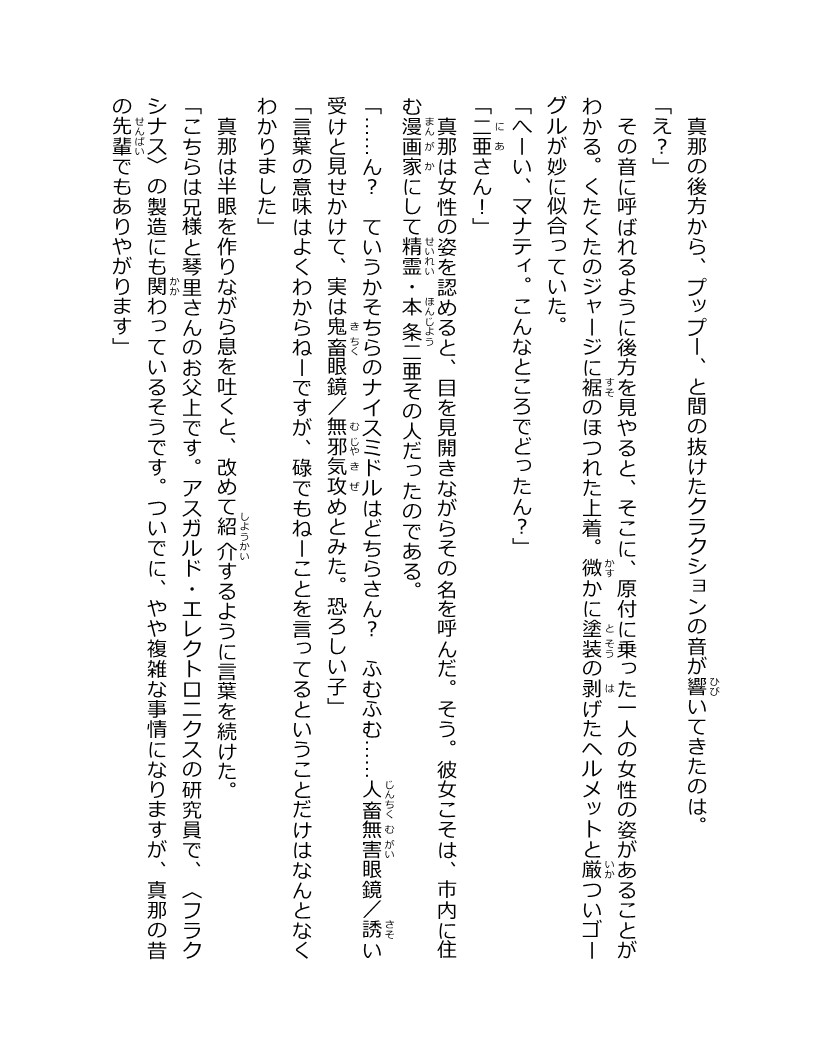 真那の後方から、プップー、と間の抜けたクラクションの音が響いてきたのは。
「え？」
その音に呼ばれるように後方を見やると、そこに、原付に乗った一人の女性の姿があることが
わかる。くたくたのジャージに裾のほつれた上着。微かに塗装の剥げたヘルメットと厳ついゴー
グルが妙に似合っていた。
「へーい、マナティ。こんなところでどったん？」
「二亜さん！」
真那は女性の姿を認めると、目を見開きながらその名を呼んだ。そう。彼女こそは、市内に住
む漫画家にして精霊・本条二亜その人だったのである。
「……ん？　ていうかそちらのナイスミドルはどちらさん？　ふむふむ……人畜無害眼鏡／誘い
受けと見せかけて、実は鬼畜眼鏡／無邪気攻めとみた。恐ろしい子」
「言葉の意味はよくわからねーですが、碌でもねーことを言ってるということだけはなんとなく
わかりました」
真那は半眼を作りながら息を吐くと、改めて紹介するように言葉を続けた。
「こちらは兄様と琴里さんのお父上です。アスガルド・エレクトロニクスの研究員で、〈フラク
シナス〉の製造にも関わっているそうです。ついでに、やや複雑な事情になりますが、真那の昔
の先輩でもありやがります」